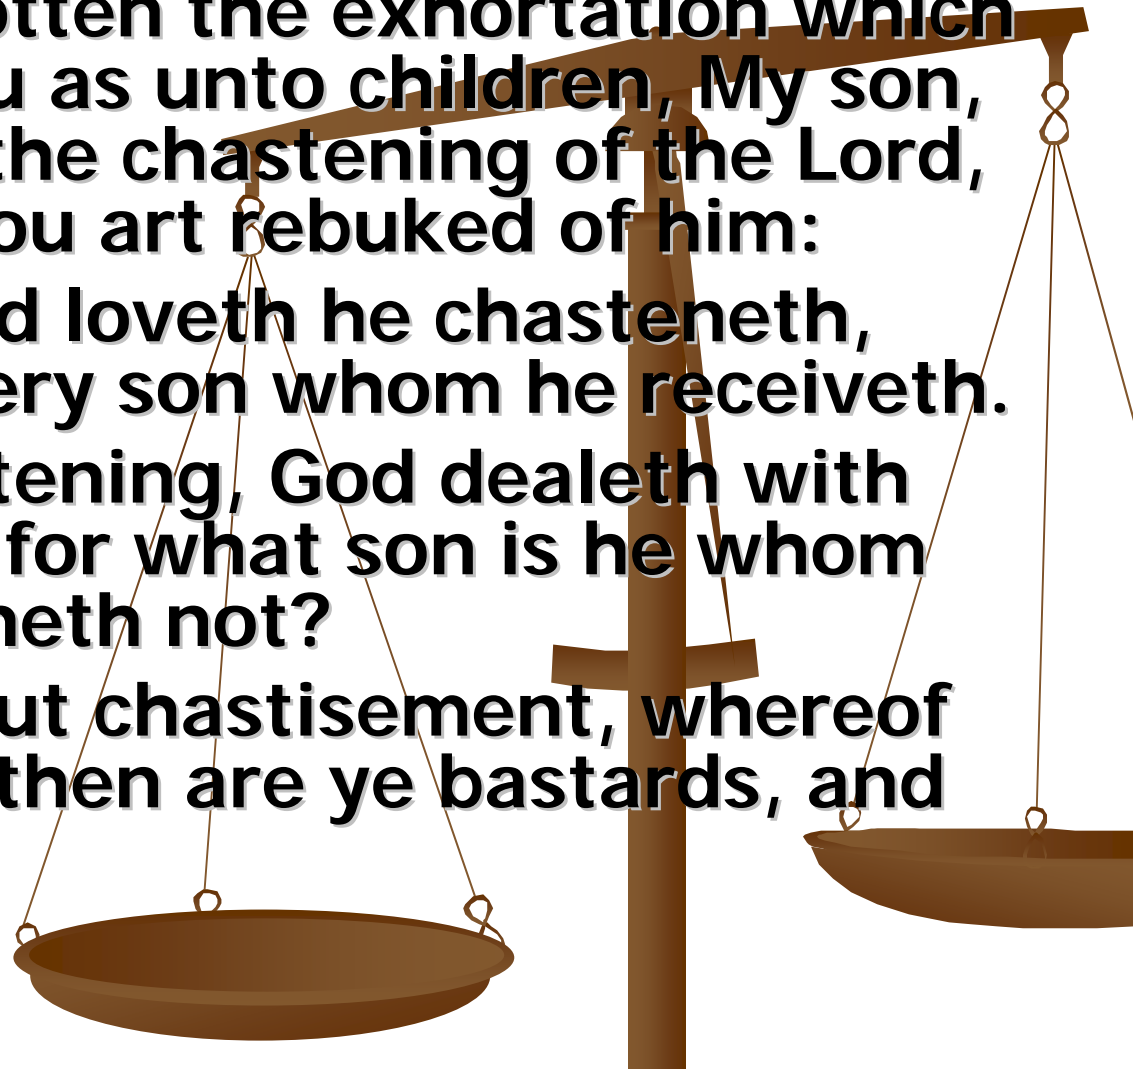 otten the exhortation which
u as unto children, My son,
the chastening of the Lord,
ou art rebuked of him:
d loveth he chasteneth,
ery son whom he receiveth.
tening, God dealeth with
for what son is he whom
neth not?
ut chastisement, whereof
then are ye bastards, and